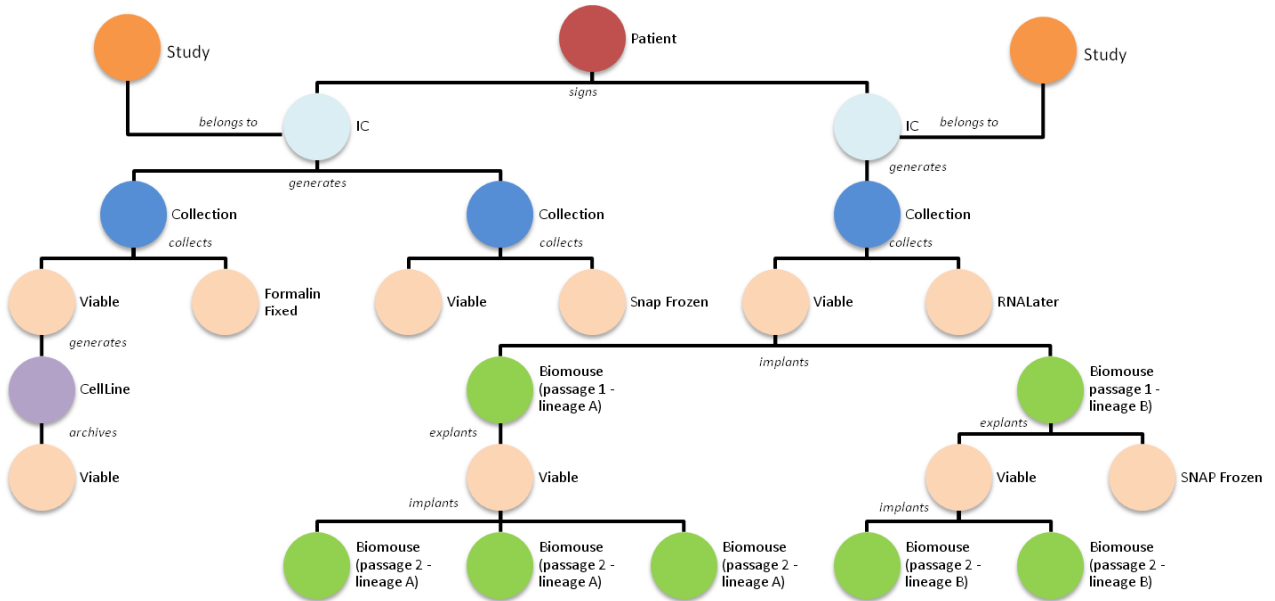 Study
Patient
Study
signs
belongs to
IC
IC
belongs to
generates
generates
Collection
Collection
Collection
collects
collects
collects
Viable
Formalin
Fixed
Viable
Snap Frozen
Viable
RNALater
generates
implants
CellLine
Biomouse
(passage 1 -
lineage A)
Biomouse
passage 1 -
lineage B)
archives
explants
explants
Viable
Viable
Viable
SNAP Frozen
implants
implants
Biomouse
(passage 2 -
lineage A)
Biomouse
(passage 2 -
lineage A)
Biomouse
(passage 2 -
lineage A)
Biomouse
(passage 2 -
lineage B)
Biomouse
(passage 2 -
lineage B)